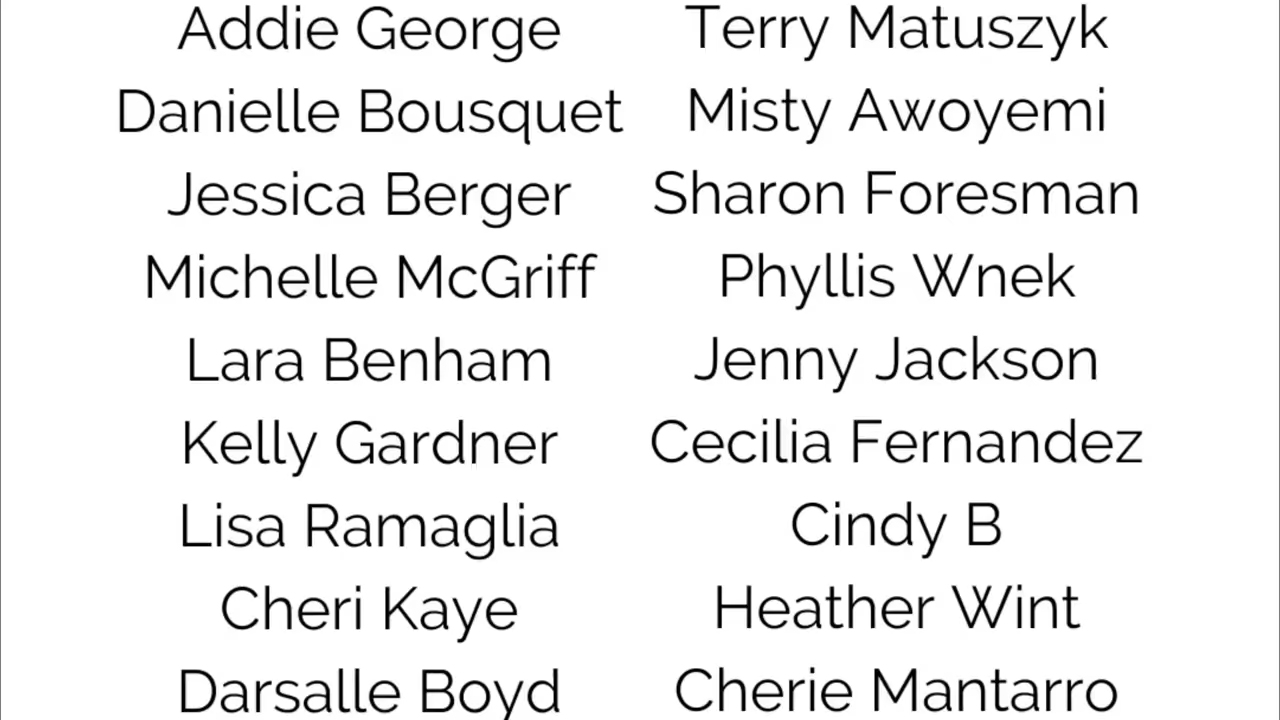 Addie George
Danielle Bousquet
Jessica Berger
Michelle McGriff
Lara Benham
Kelly Gardner
Lisa Ramaglia
Cheri Kaye
Darsalle Boyd
Terry Matuszyk
Misty Awoyemi
Sharon Foresman
Phyllis Wnek
Jenny Jackson
Cecilia Fernandez
Cindy B
Heather Wint
Cherie Mantarro